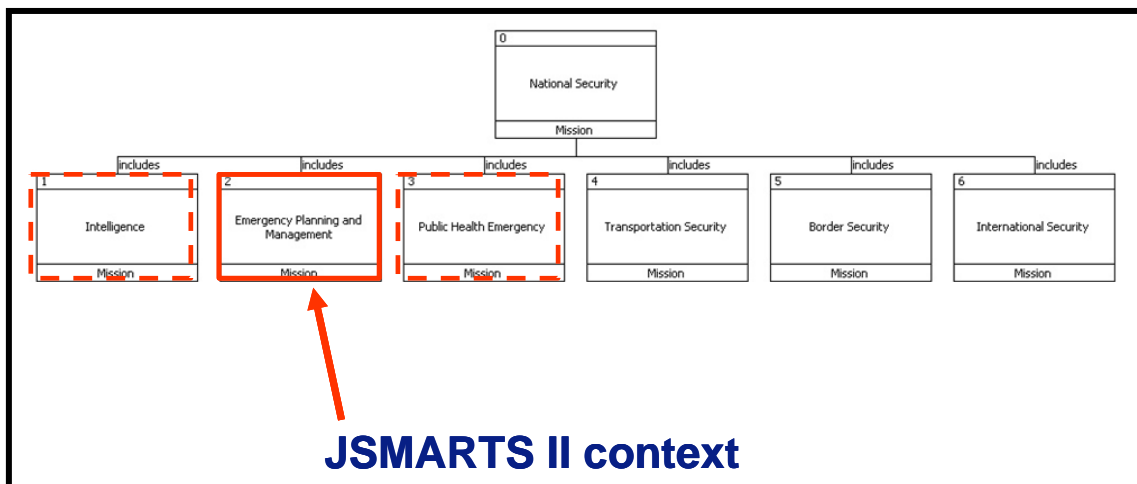 0
National Security
Mission
includes includes includes includes includes includes
1 2 3 4 5 6
Intelligence
Emergency Planning and
Management
Public Health Emergency
Transportation Security
Border Security
International Security
Mission Mission Mission Mission Mission Mission
JSMARTS II context